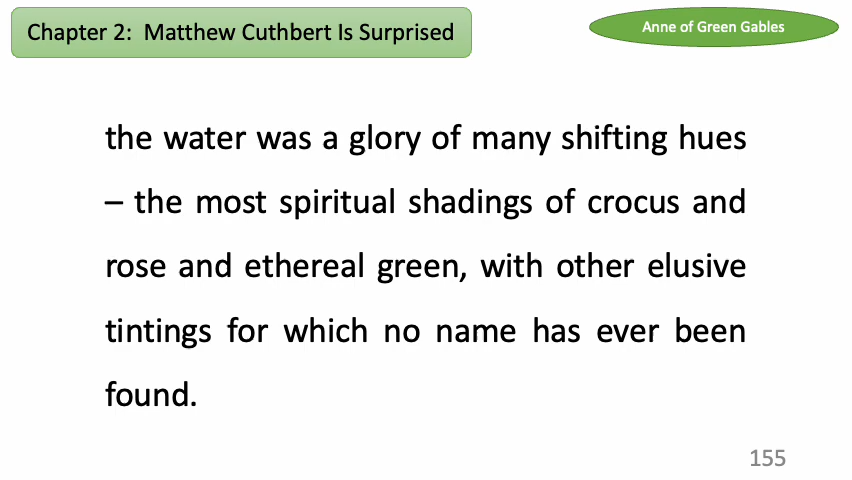 Chapter 2: Matthew Cuthbert Is Surprised
Anne of Green Gables
the water was a glory of many shifting hues
– the most spiritual shadings of crocus and
rose and ethereal green, with other elusive
tintings for which no name has ever been
found.
155